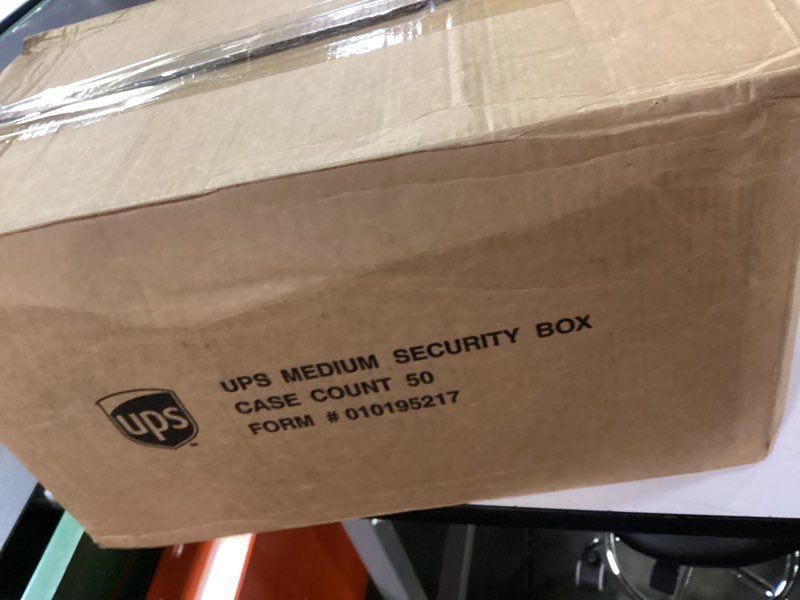 UPS MEDIUM SECURITY BOX
CASE COUNT 50
FORM # 010195217
ups